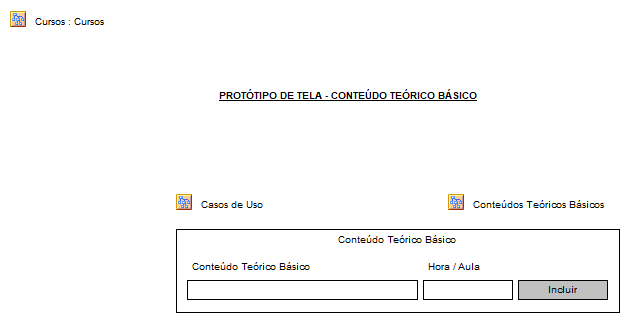 Cursos : Cursos
PROTÓTIPO DE TELA - CONTEÚDO TEÓRICO BÁSICO
Casos de Uso
Conteúdos Teóricos Básicos
Conteúdo Teórico Básico
Conteúdo Teórico Básico
Hora / Aula
Incluir